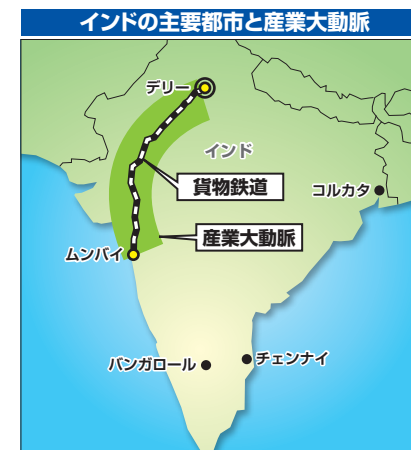 インドの主要都市と産業大動脈
デリー
インド
貨物鉄道
コルカタ
産業大動脈
ムンバイ
バンガロール
チェンナイ